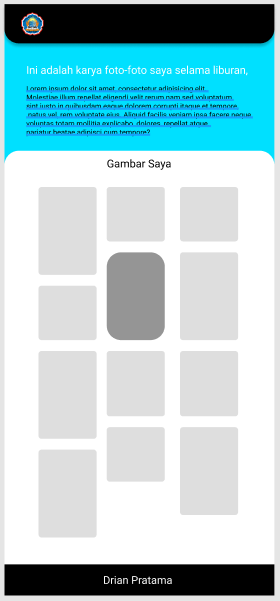 Ini adalah karya foto-foto saya selama liburan,
Lorem ipsum dolor sit amet, consectetur adipisicing elit.
Molestiae illum repellat eligendi velit rerum nam sed voluptatum,
sint iusto in quibusdam eaque dolorem corrupti itaque et tempore
natus vel, rem voluptate eius. Aliquid facilis veniam ipsa facere neque
voluptas totam mollitia explicabo, dolores, repellat atque
pariatur beatae adipisci cum tempore?
Gambar Saya
Drian Pratama